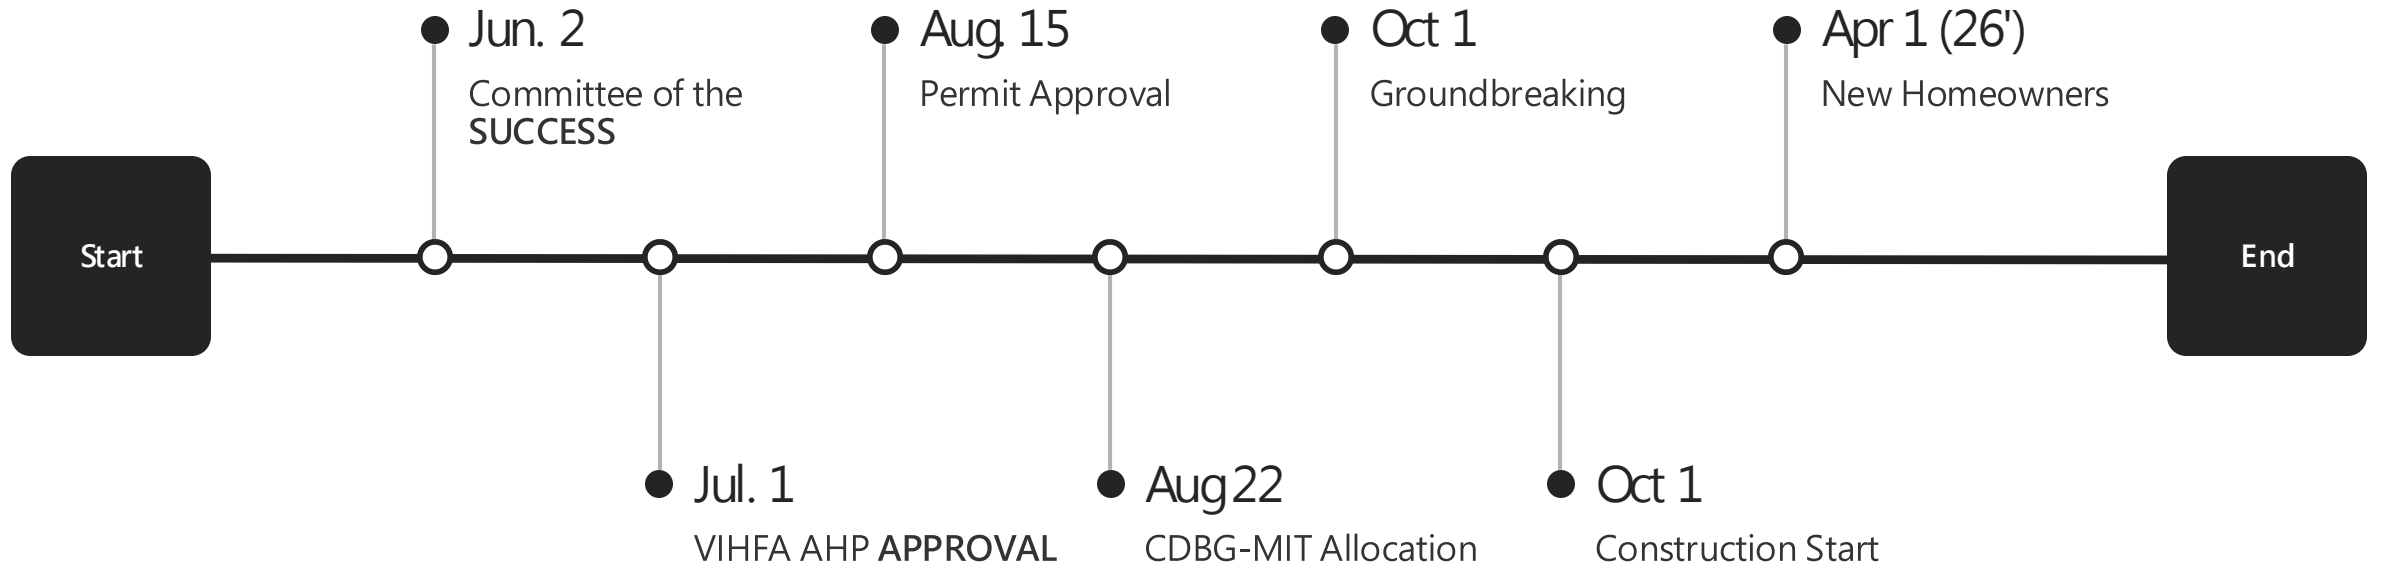 Start
Jun. 2
Committee of the
SUCCESS
Jul. 1
VIHFA AHP APPROVAL
Aug. 15
Permit Approval
Aug 22
CDBG-MIT Allocation
Oct 1
Groundbreaking
Oct 1
Construction Start
Apr 1 (26')
New Homeowners
End